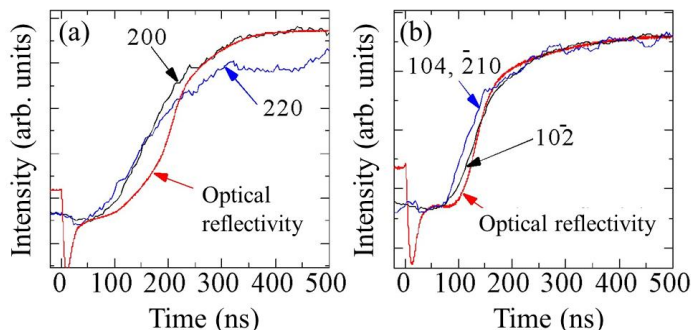 (a)
200
220
Optical
reflectivity
Intensity (arb. units)
0 100 200 300 400 500
Time (ns)
(b)
104, 2̄10
102̄
Optical reflectivity
Intensity (arb. units)
0 100 200 300 400 500
Time (ns)